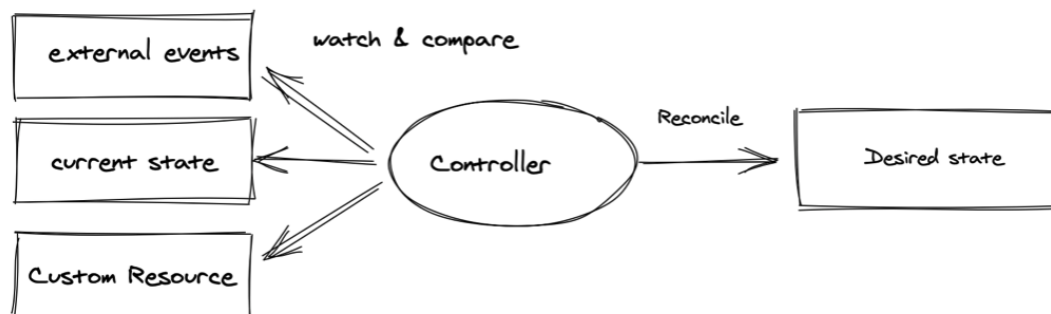 external events
watch & compare
current state
Controller
Reconcile
Desired state
Custom Resource